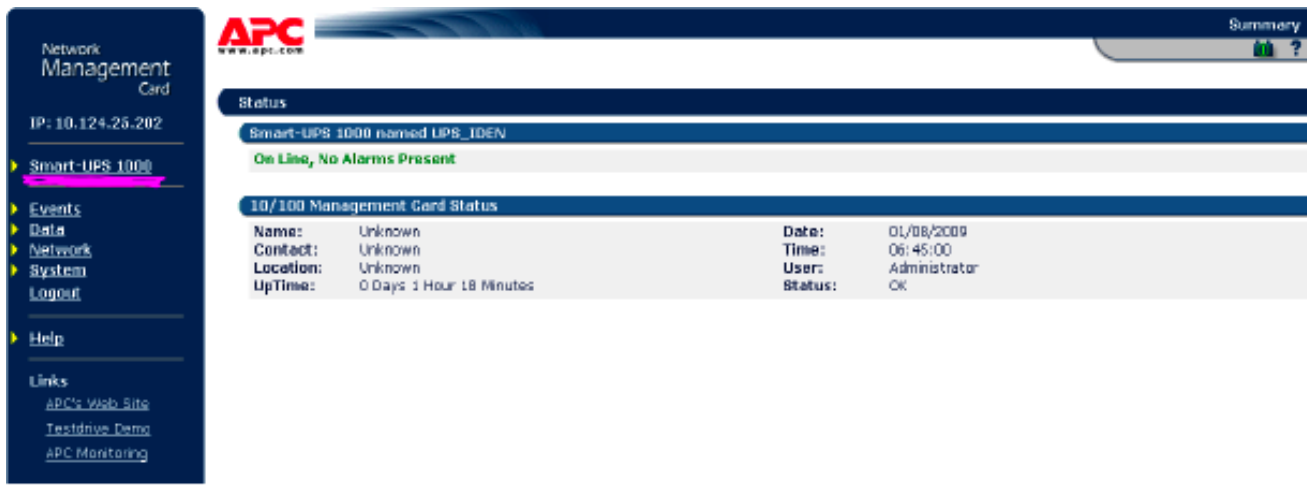 Network
Management
Card
IP: 10.124.25.202
Smart-UPS 1000
Events
Data
Network
System
Logout
Help
Links
APC's Web Site
Testdrive Demo
APC Monitoring
APC
www.apc.com
Summary
?
Status
Smart-UPS 1000 named UPS_IDEN
On Line, No Alarms Present
10/100 Management Card Status
Name: Unknown Date: 01/08/2009
Contact: Unknown Time: 06:45:00
Location: Unknown User: Administrator
UpTime: 0 Days 1 Hour 18 Minutes Status: OK